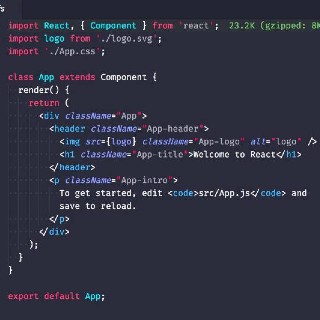 import React, { Component } from 'react'; 23.2K (gzipped: 8K
import logo from './logo.svg';
import './App.css';
class App extends Component {
render() {
return (
<div className="App">
<header className="App-header">
<img src={logo} className="App-logo" alt="logo" />
<h1 className="App-title">Welcome to React</h1>
</header>
<p className="App-intro">
To get started, edit <code>src/App.js</code> and
save to reload.
</p>
</div>
);
}
}
export default App;